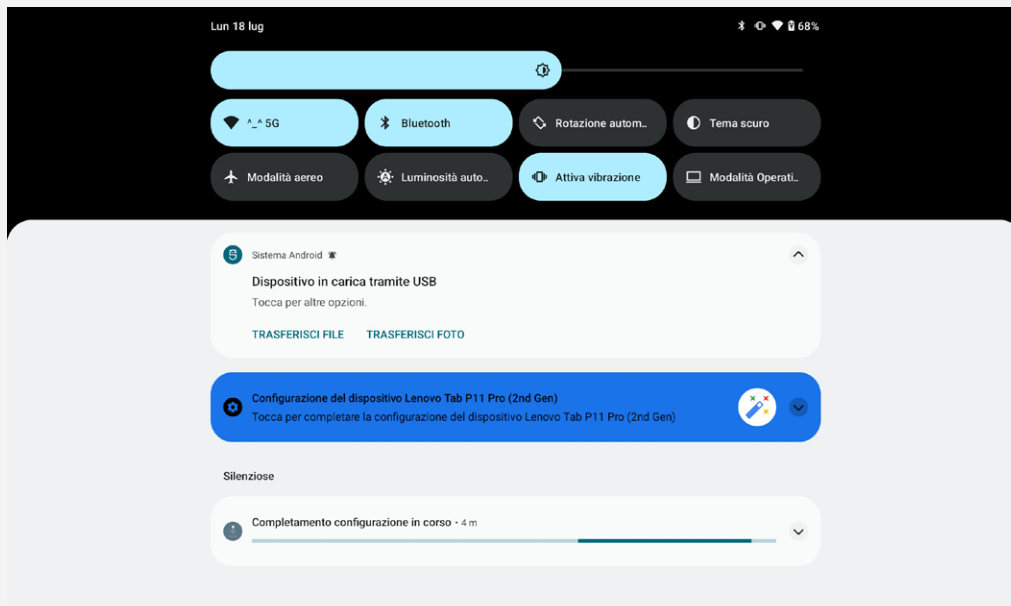 Lun 18 lug
68%
^_^ 5G
Bluetooth
Rotazione autom..
Tema scuro
Modalità aereo
Luminosità auto..
Attiva vibrazione
Modalità Operati..
Sistema Android
Dispositivo in carica tramite USB
Tocca per altre opzioni.
TRASFERISCI FILE TRASFERISCI FOTO
Configurazione del dispositivo Lenovo Tab P11 Pro (2nd Gen)
Tocca per completare la configurazione del dispositivo Lenovo Tab P11 Pro (2nd Gen)
Silenziose
Completamento configurazione in corso • 4 m